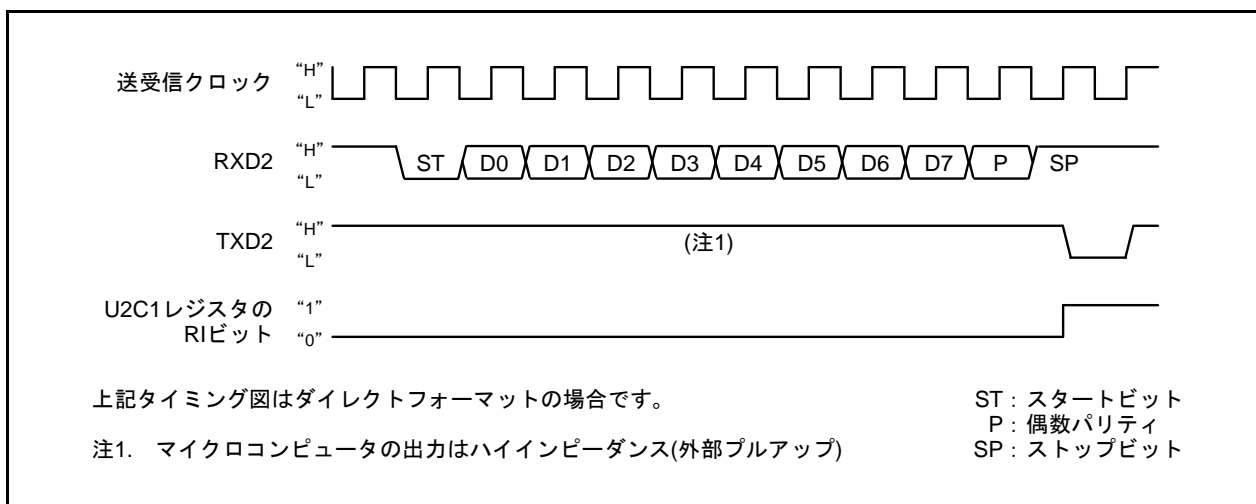 送受信クロック “H”
“L”
RXD2 “H” ST D0 D1 D2 D3 D4 D5 D6 D7 P SP
“L”
TXD2 “H” (注1)
“L”
U2C1レジスタの “1”
RIビット “0”
上記タイミング図はダイレクトフォーマットの場合です。
注1. マイクロコンピュータの出力はハイインピーダンス(外部プルアップ)
ST : スタートビット
P : 偶数パリティ
SP : ストップビット